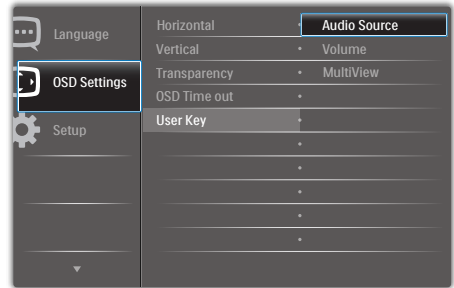 Language
OSD Settings
Setup
Horizontal
Vertical
Transparency
OSD Time out
User Key
Audio Source
Volume
MultiView